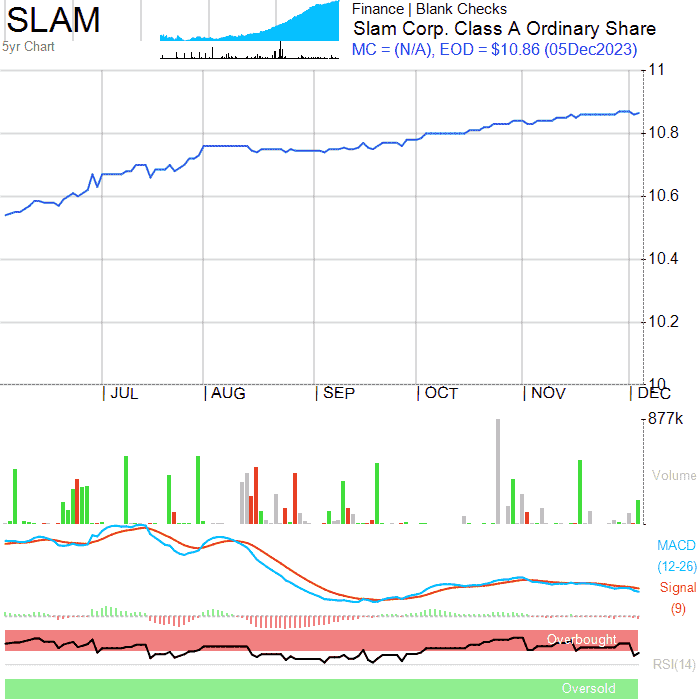 SLAM
5yr Chart
Finance | Blank Checks
Slam Corp. Class A Ordinary Share
MC = (N/A), EOD = $10.86 (05Dec2023)
11
10.8
10.6
10.4
10.2
10
| JUL | AUG | SEP | OCT | NOV | DEC
877k
Volume
MACD
(12-26)
Signal
(9)
Overbought
RSI(14)
Oversold